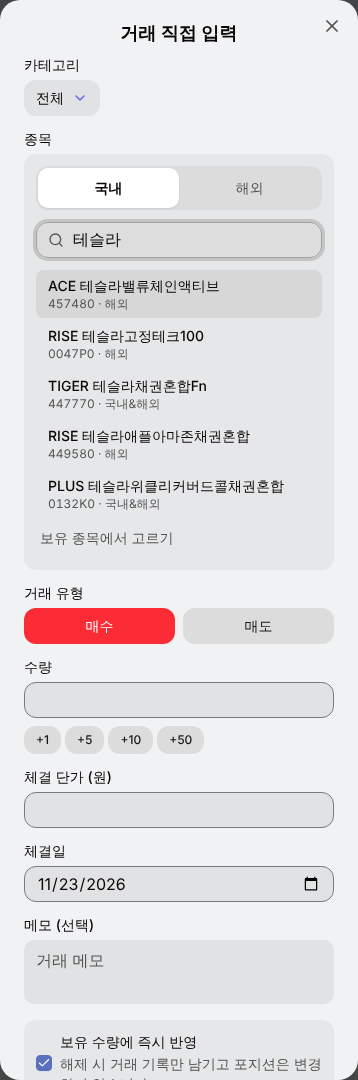 거래 직접 입력
카테고리
전체
종목
국내
해외
테슬라
ACE 테슬라밸류체인액티브
457480 · 해외
RISE 테슬라고정테크100
0047P0 · 해외
TIGER 테슬라채권혼합Fn
447770 · 국내&해외
RISE 테슬라애플아마존채권혼합
449580 · 해외
PLUS 테슬라위클리커버드콜채권혼합
0132K0 · 국내&해외
보유 종목에서 고르기
거래 유형
매수
매도
수량
+1
+5
+10
+50
체결 단가 (원)
체결일
11/23/2026
메모 (선택)
거래 메모
보유 수량에 즉시 반영
해제 시 거래 기록만 남기고 포지션은 변경